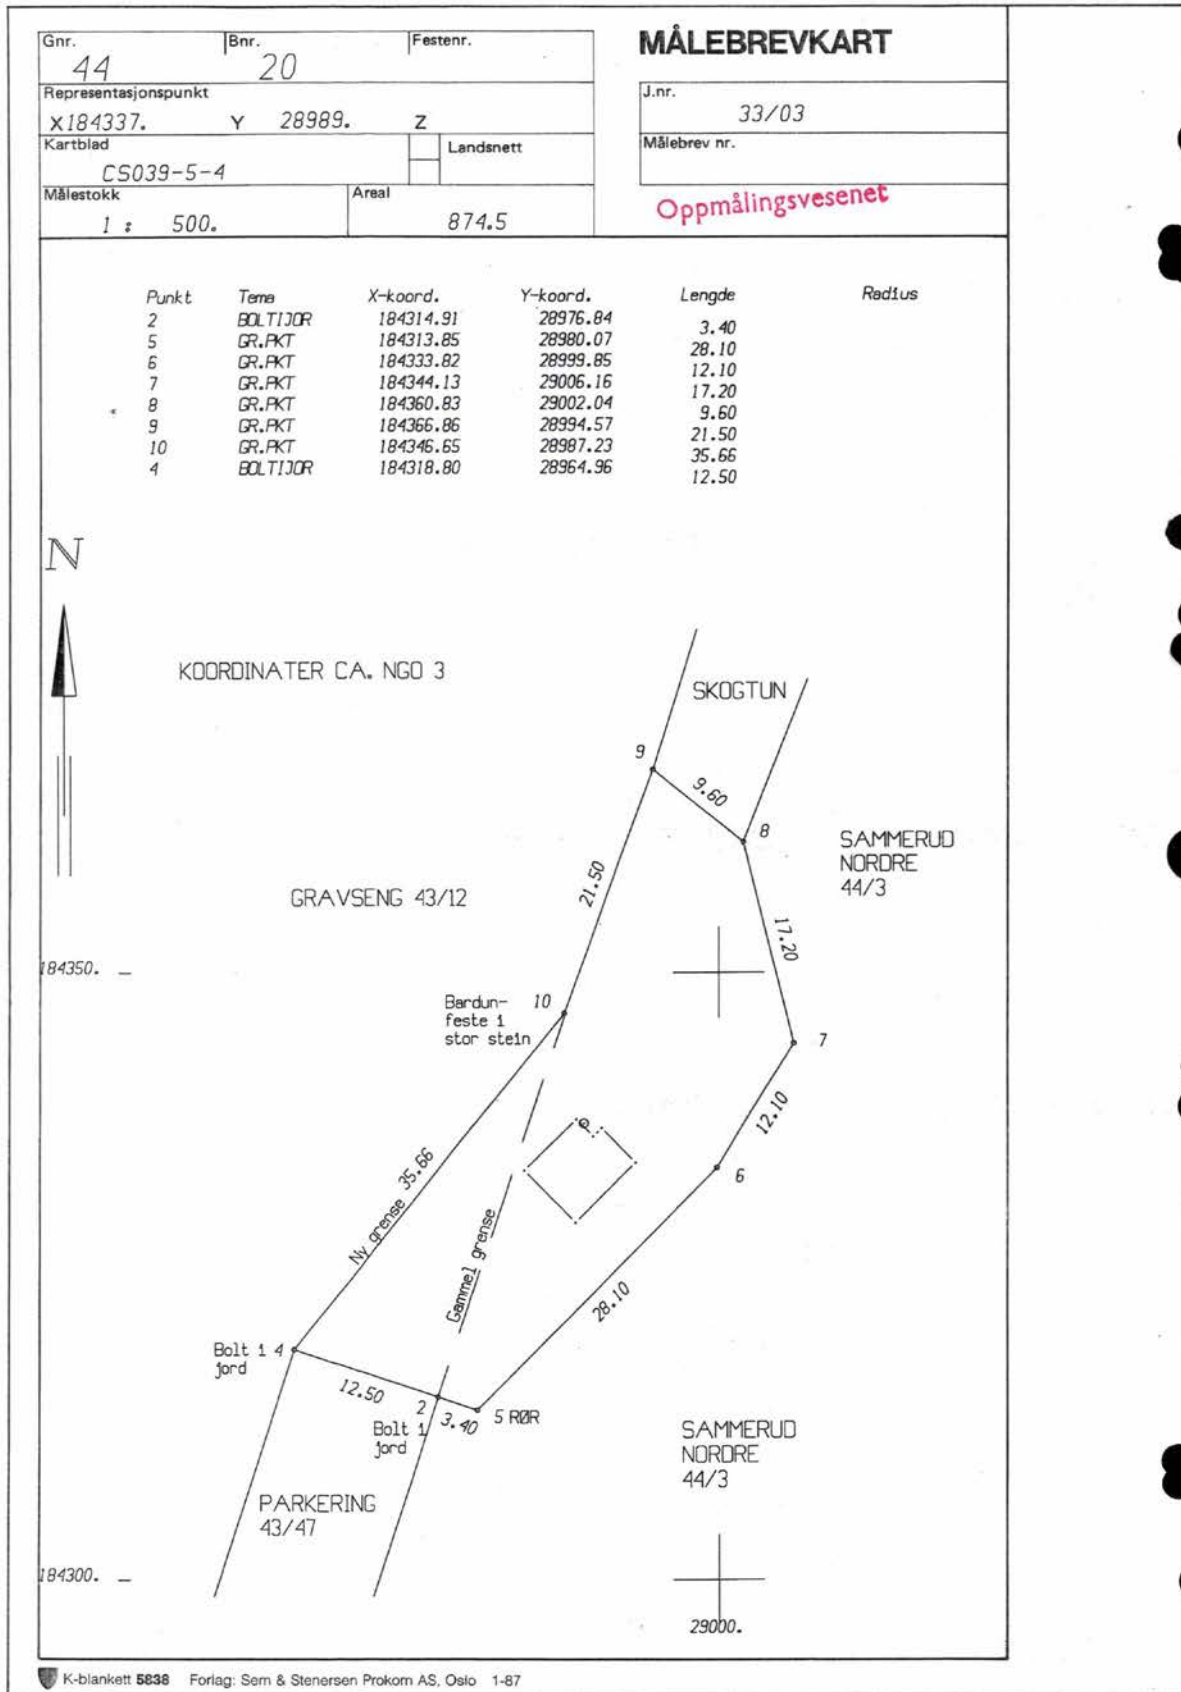 MÅLEBREVKART
Gnr. 44 Bnr. 20 Festenr.
Representasjonspunkt
X184337. Y 28989. Z
J.nr. 33/03
Kartblad CS039-5-4 Landsnett
Målebrev nr.
Målestokk 1 : 500. Areal 874.5
Oppmålingsvesenet
Punkt Tema X-koord. Y-koord. Lengde Radius
2 BOLTIJOR 184314.91 28976.84
3.40
5 GR.PKT 184313.85 28980.07
28.10
6 GR.PKT 184333.82 28999.85
12.10
7 GR.PKT 184344.13 29006.16
17.20
8 GR.PKT 184360.83 29002.04
9.60
9 GR.PKT 184366.86 28994.57
21.50
10 GR.PKT 184346.65 28987.23
35.66
4 BOLTIJOR 184318.80 28964.96
12.50
N
KOORDINATER CA. NGO 3
SKOGTUN
9
9.60
8
SAMMERUD
NORDRE
44/3
21.50
GRAVSENG 43/12
17.20
184350.
Bardun- 10
feste i
stor stein
7
12.10
6
Ny grense 35.66
Gammel grense
28.10
Bolt i 4
jord
12.50
2
3.40
5 RØR
Bolt i
jord
SAMMERUD
NORDRE
44/3
PARKERING
43/47
184300.
29000.
K-blankett 5838 Forlag: Sem & Stenersen Prokom AS, Oslo 1-87